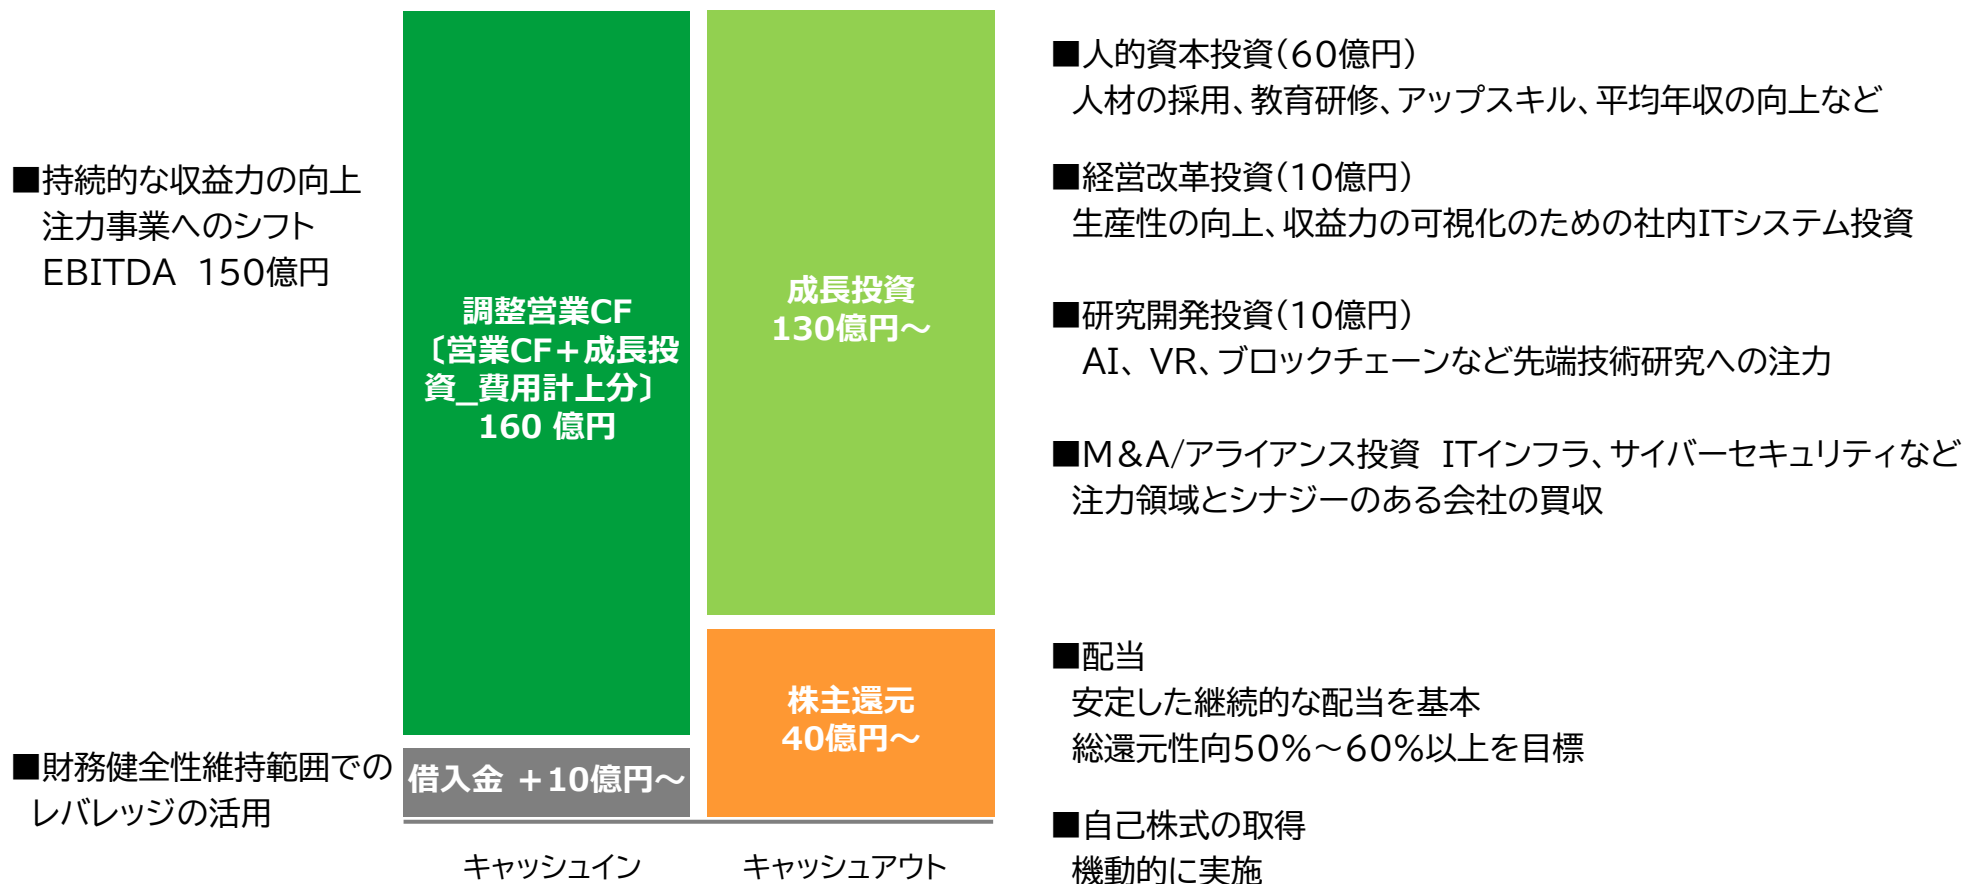 ■持続的な収益力の向上
注力事業へのシフト
EBITDA 150億円
■財務健全性維持範囲での
レバレッジの活用
調整営業CF
〔営業CF＋成長投
資_費用計上分〕
160 億円
借入金 ＋10億円～
キャッシュイン
成長投資
130億円～
株主還元
40億円～
キャッシュアウト
■人的資本投資(60億円)
人材の採用、教育研修、アップスキル、平均年収の向上など
■経営改革投資(10億円)
生産性の向上、収益力の可視化のための社内ITシステム投資
■研究開発投資(10億円)
AI、VR、ブロックチェーンなど先端技術研究への注力
■M＆A/アライアンス投資 ITインフラ、サイバーセキュリティなど
注力領域とシナジーのある会社の買収
■配当
安定した継続的な配当を基本
総還元性向50%～60%以上を目標
■自己株式の取得
機動的に実施